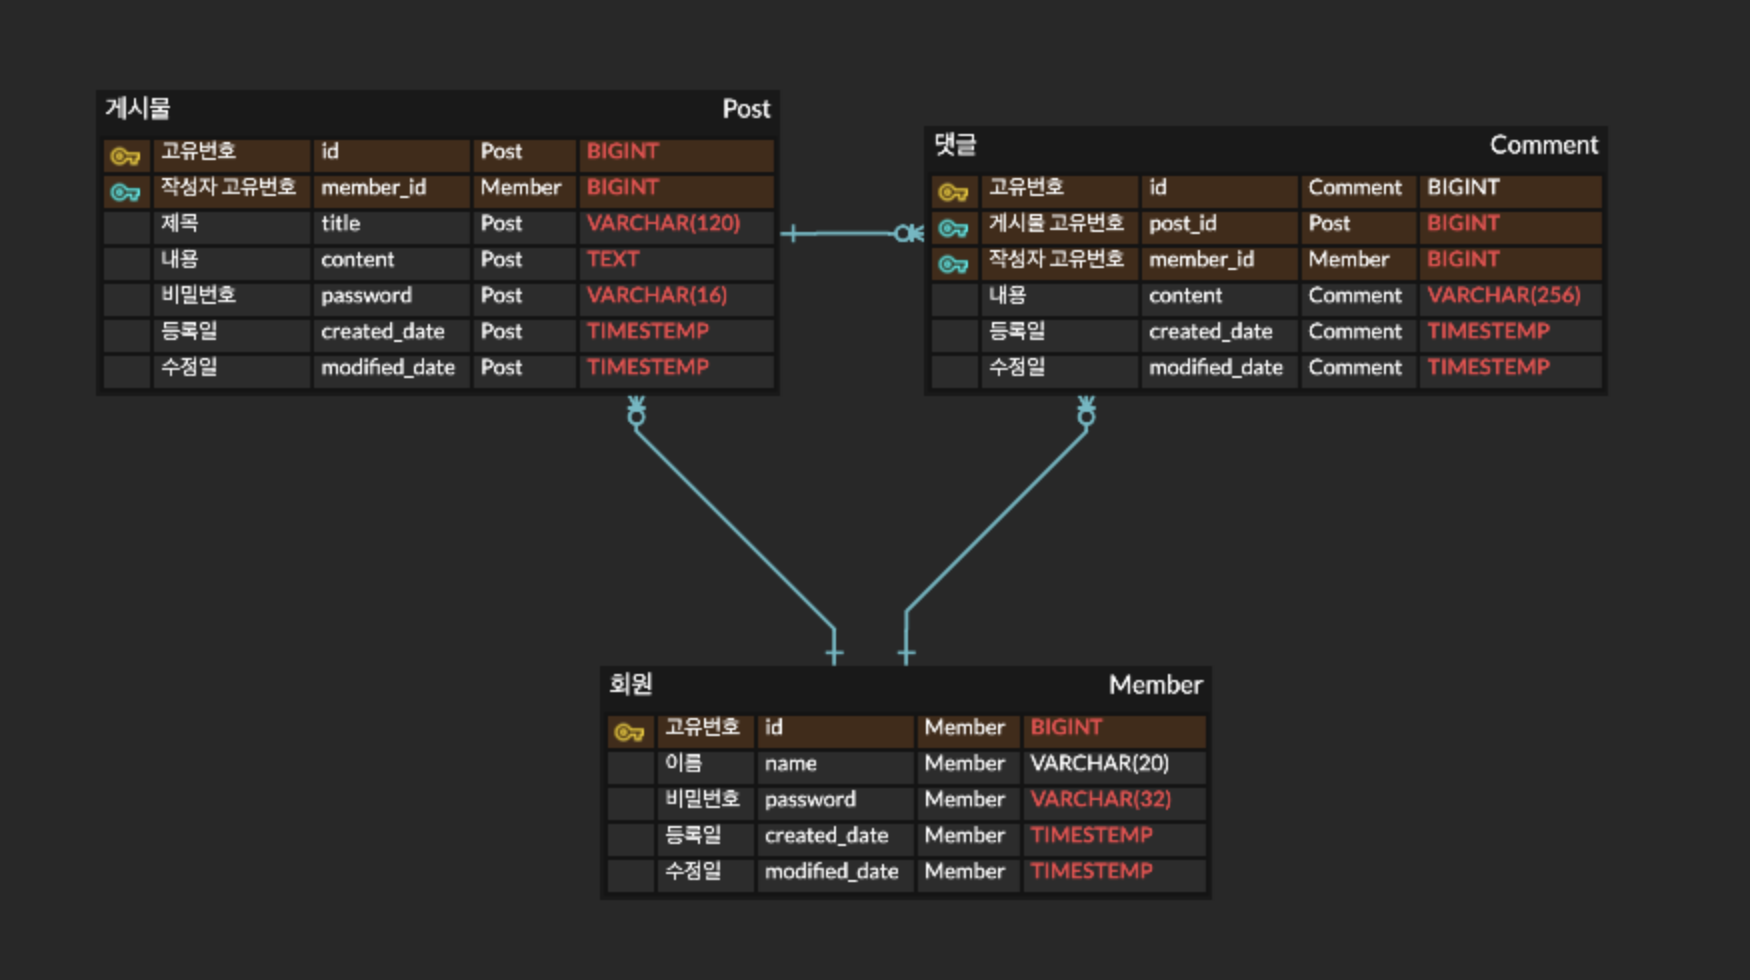 게시물 Post
고유번호 id Post BIGINT
작성자 고유번호 member_id Member BIGINT
제목 title Post VARCHAR(120)
내용 content Post TEXT
비밀번호 password Post VARCHAR(16)
등록일 created_date Post TIMESTEMP
수정일 modified_date Post TIMESTEMP
댓글 Comment
고유번호 id Comment BIGINT
게시물 고유번호 post_id Post BIGINT
작성자 고유번호 member_id Member BIGINT
내용 content Comment VARCHAR(256)
등록일 created_date Comment TIMESTEMP
수정일 modified_date Comment TIMESTEMP
회원 Member
고유번호 id Member BIGINT
이름 name Member VARCHAR(20)
비밀번호 password Member VARCHAR(32)
등록일 created_date Member TIMESTEMP
수정일 modified_date Member TIMESTEMP